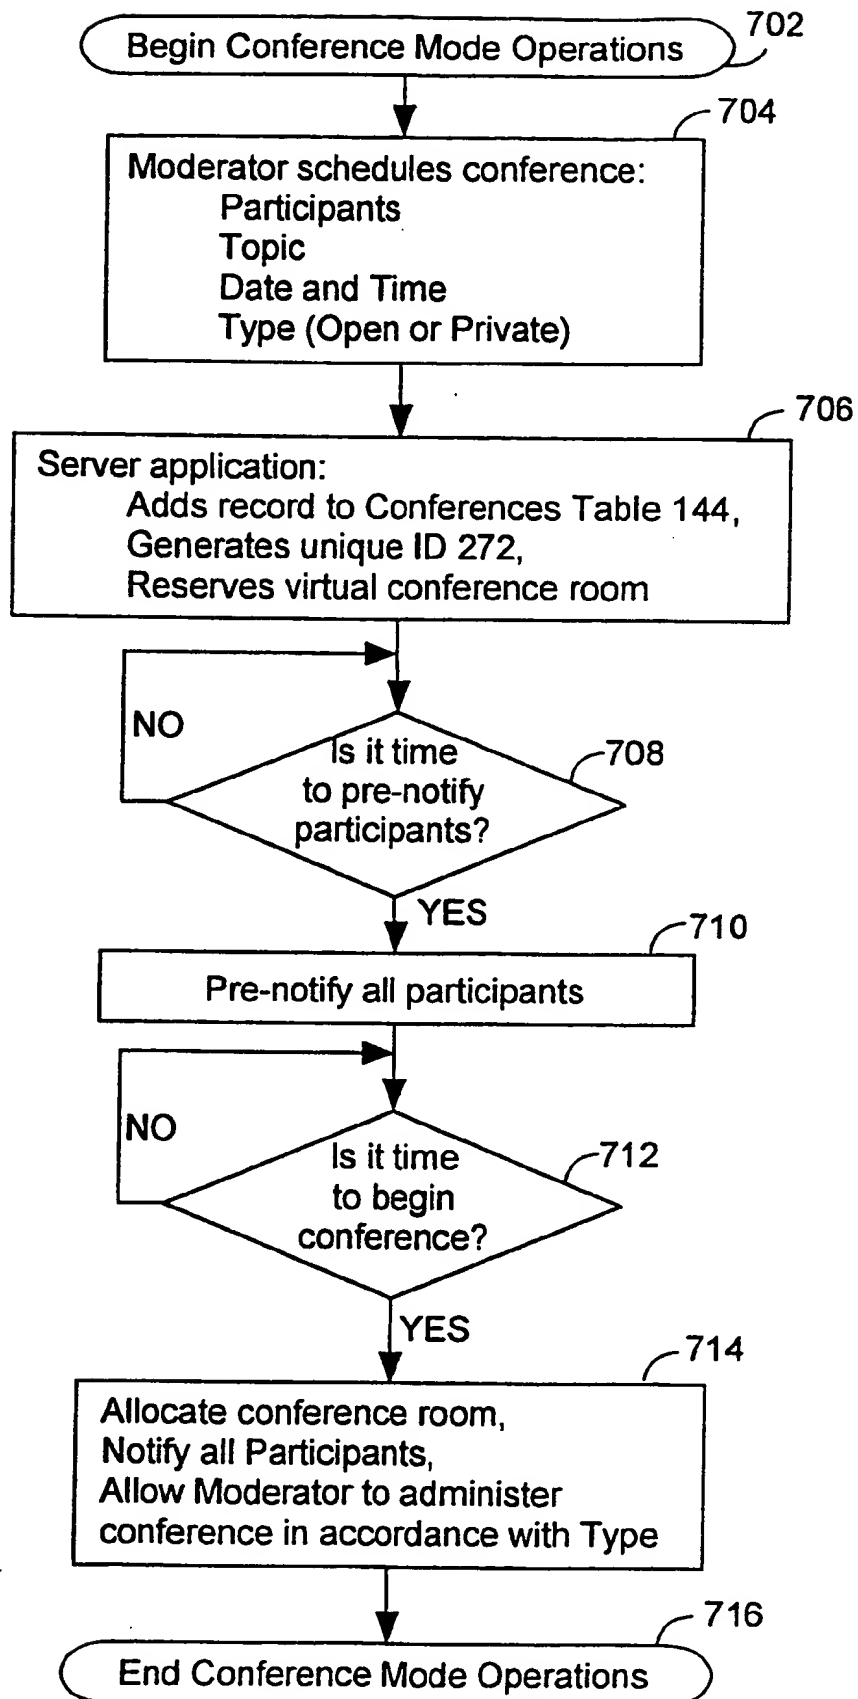 Begin Conference Mode Operations
702
704
Moderator schedules conference:
Participants
Topic
Date and Time
Type (Open or Private)
706
Server application:
Adds record to Conferences Table 144,
Generates unique ID 272,
Reserves virtual conference room
NO
Is it time
to pre-notify
participants?
708
YES
710
Pre-notify all participants
NO
Is it time
to begin
conference?
712
YES
714
Allocate conference room,
Notify all Participants,
Allow Moderator to administer
conference in accordance with Type
716
End Conference Mode Operations